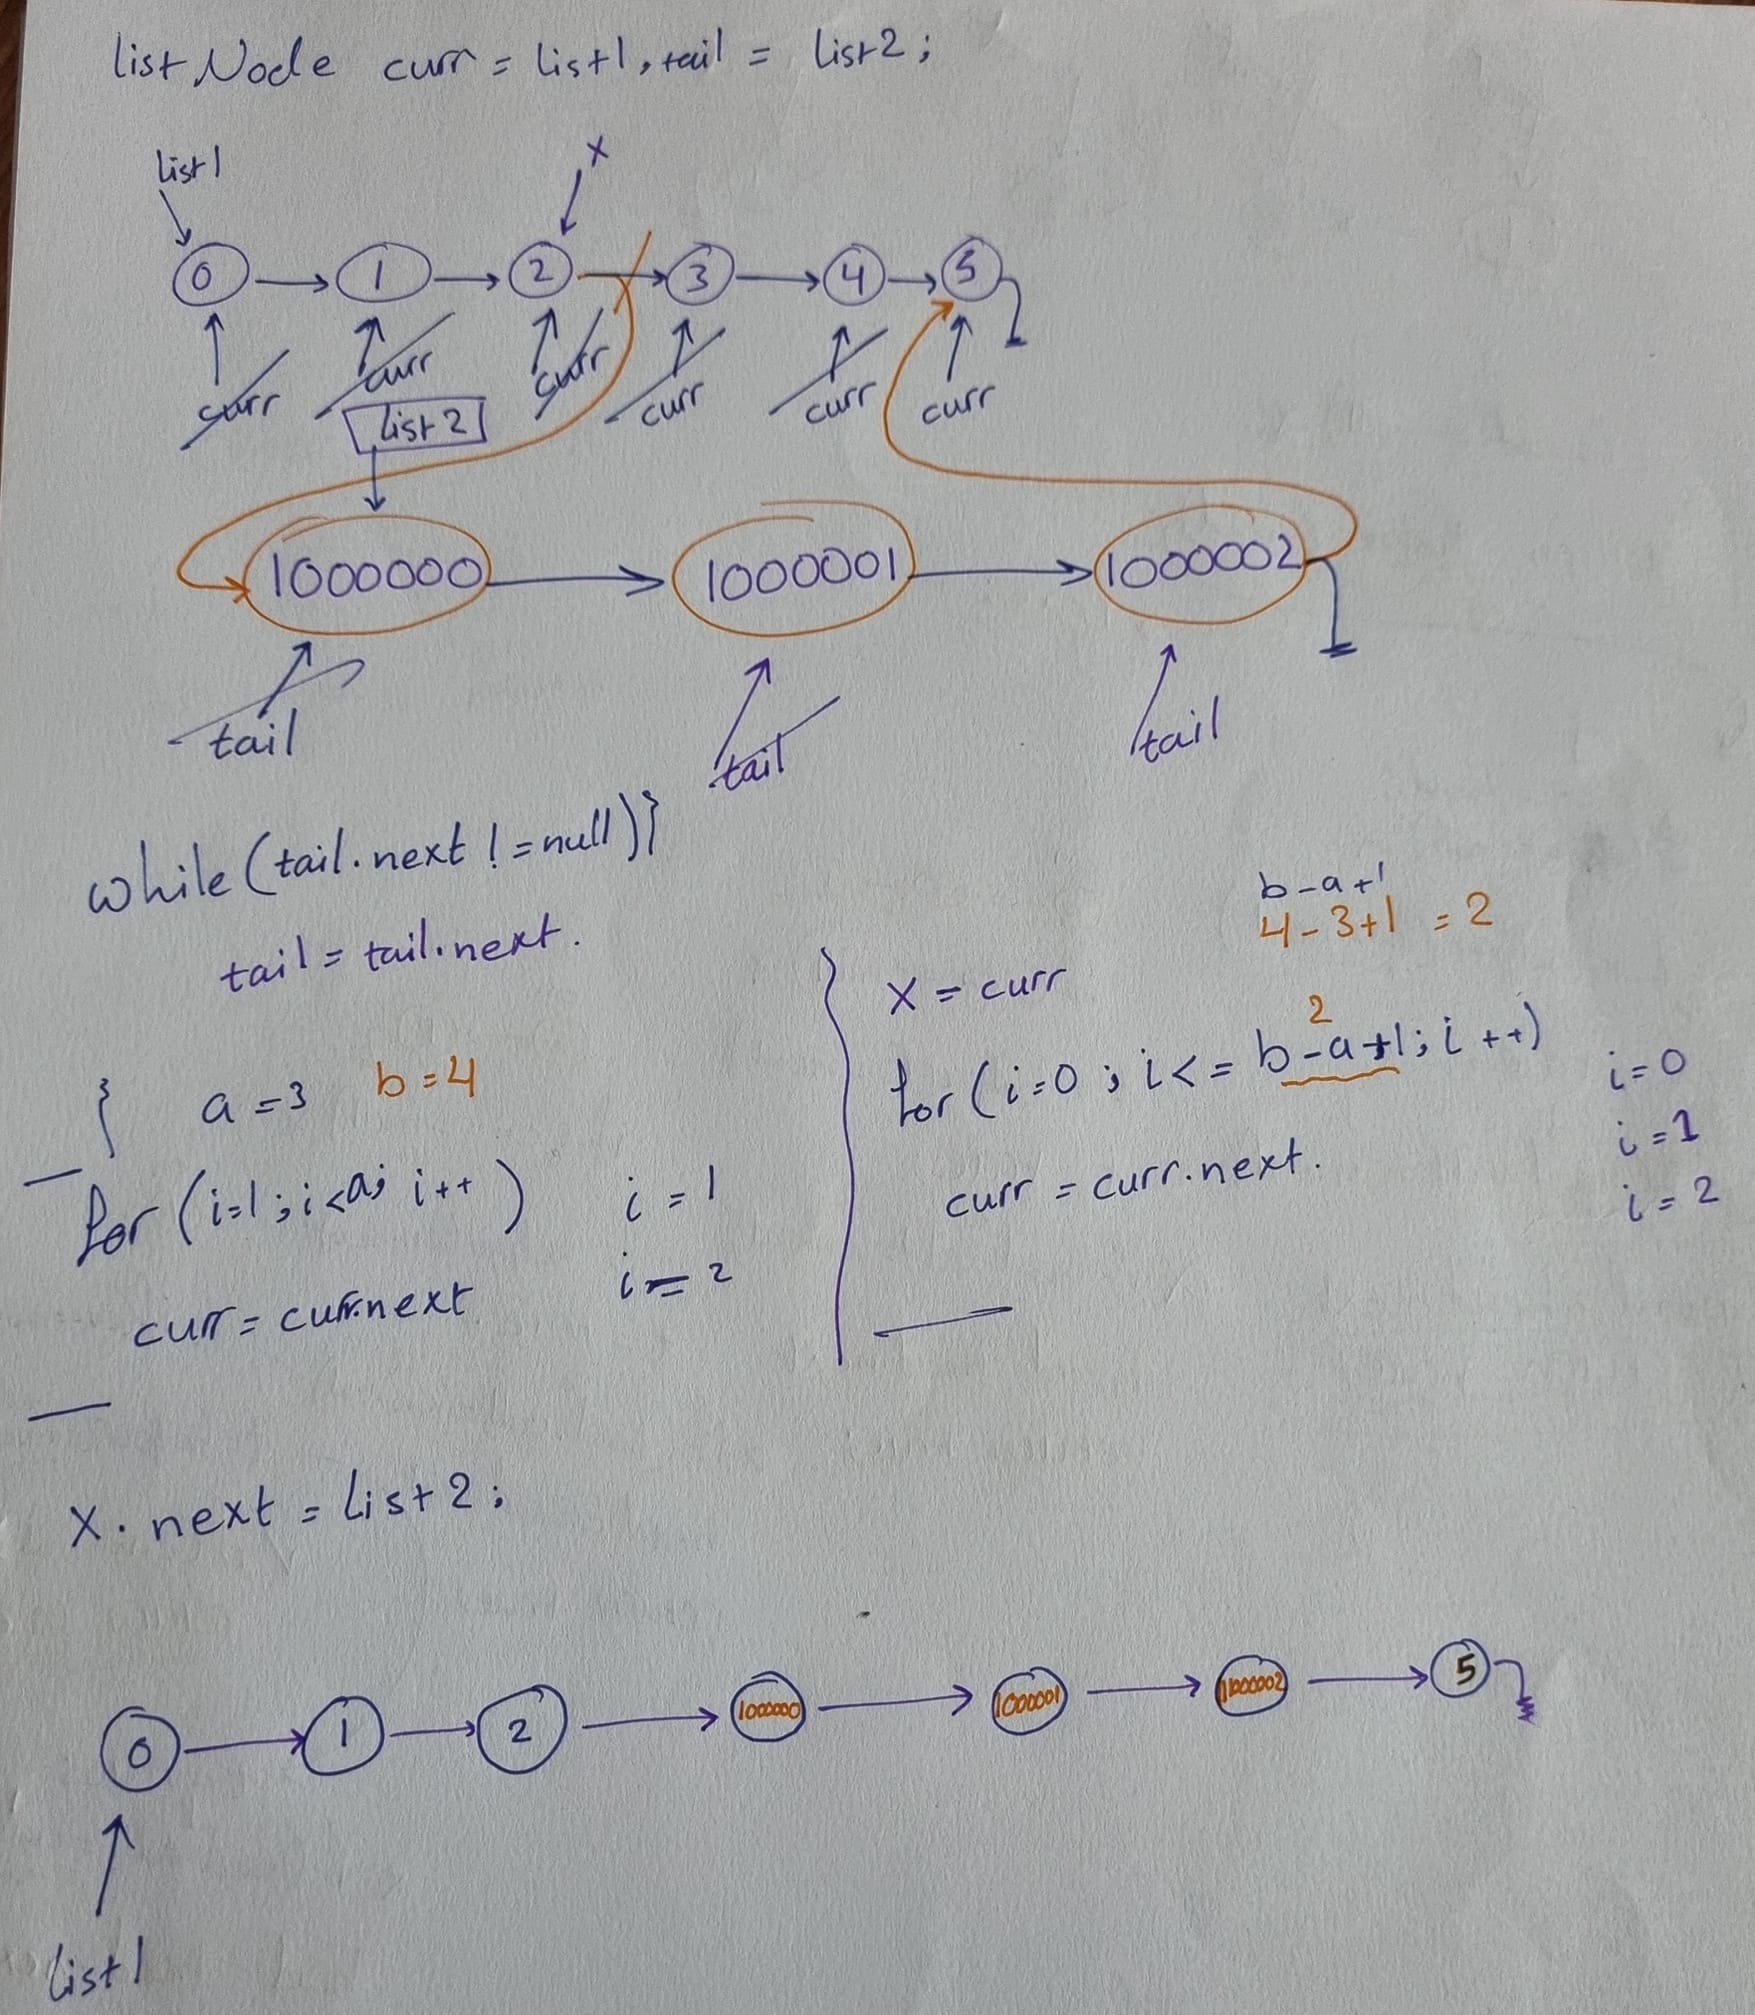 listNode curr = list1, tail = list2;
list1
x
0 1 2 3 4 5
curr curr curr curr curr curr
list2
1000000 1000001 1000002
tail tail tail
while (tail.next != null)}
tail = tail.next.
b-a+1
4-3+1 = 2
} a=3 b=4
for (i=1; i<a; i++) i=1
curr = curr.next i=2
x = curr
2
for (i=0; i<= b-a+1; i++) i=0
i=1
curr = curr.next. i=2
x.next = list2;
0 1 2 1000000 1000001 1000002 5
list1